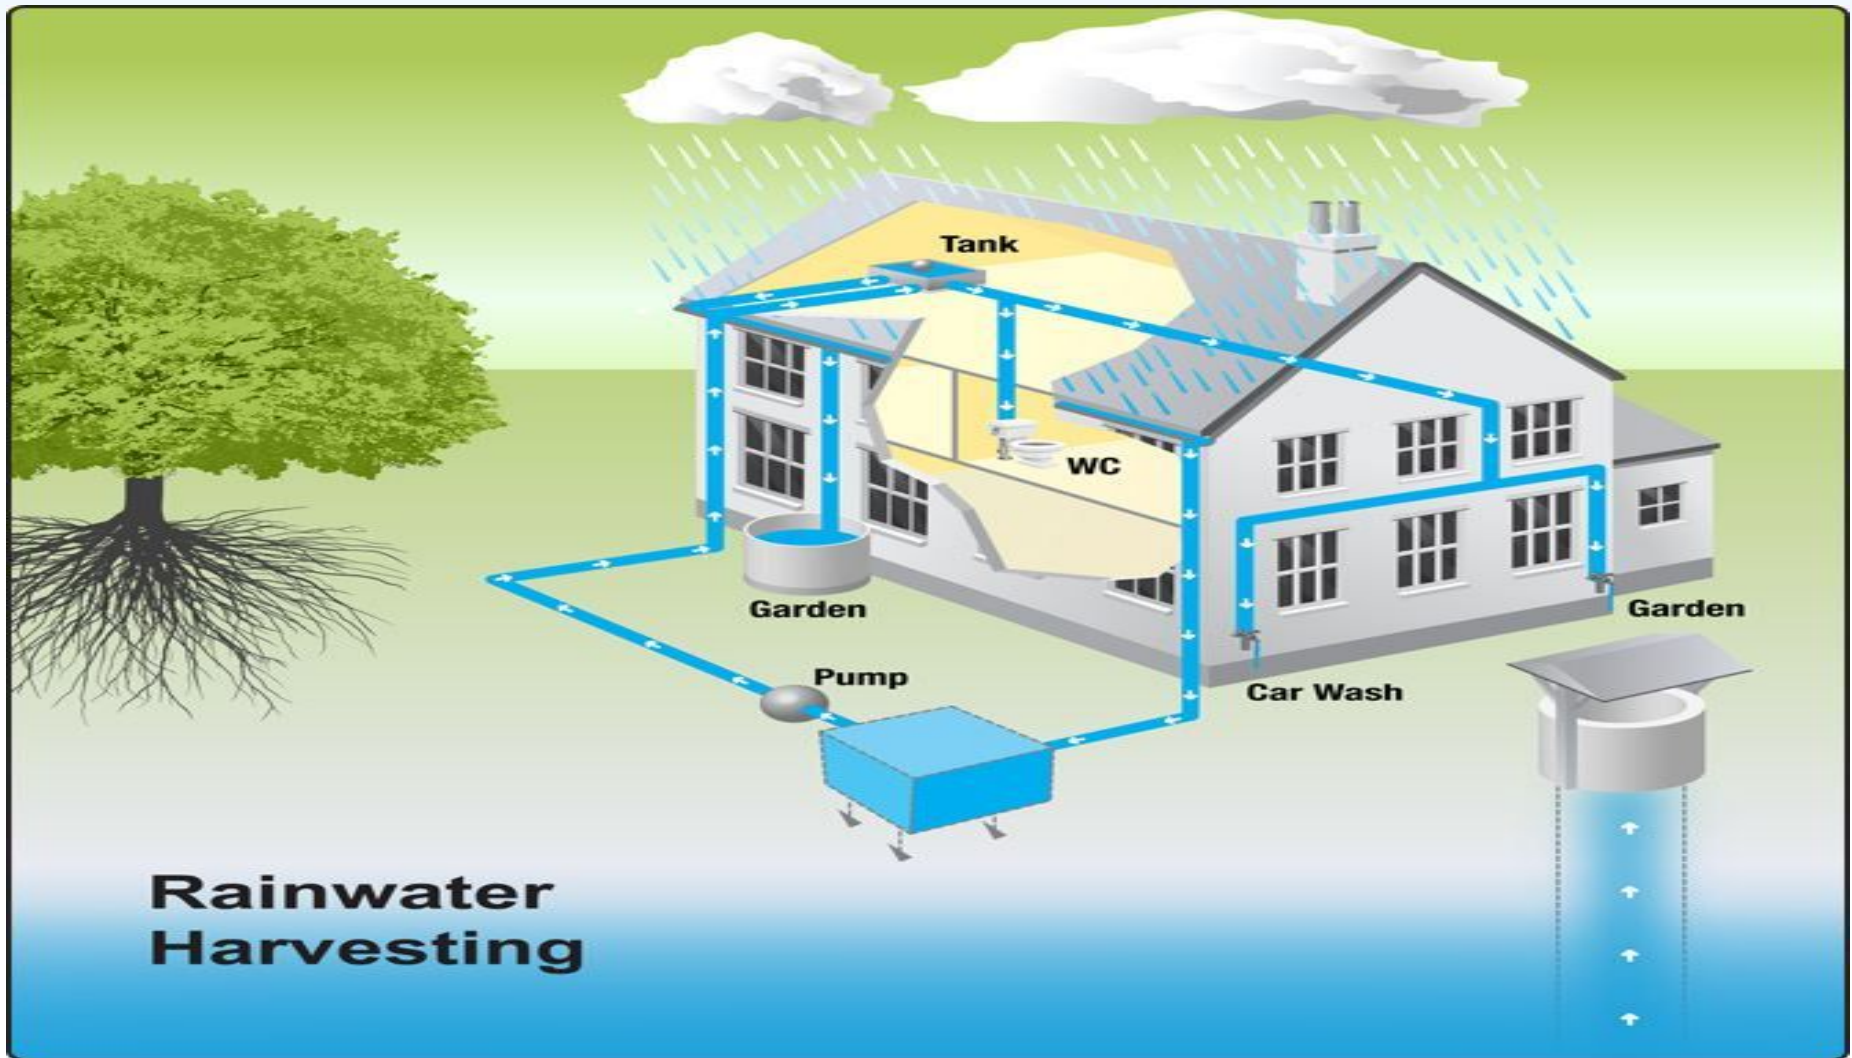 Tank
WC
Garden
Garden
Pump
Car Wash
Rainwater
Harvesting